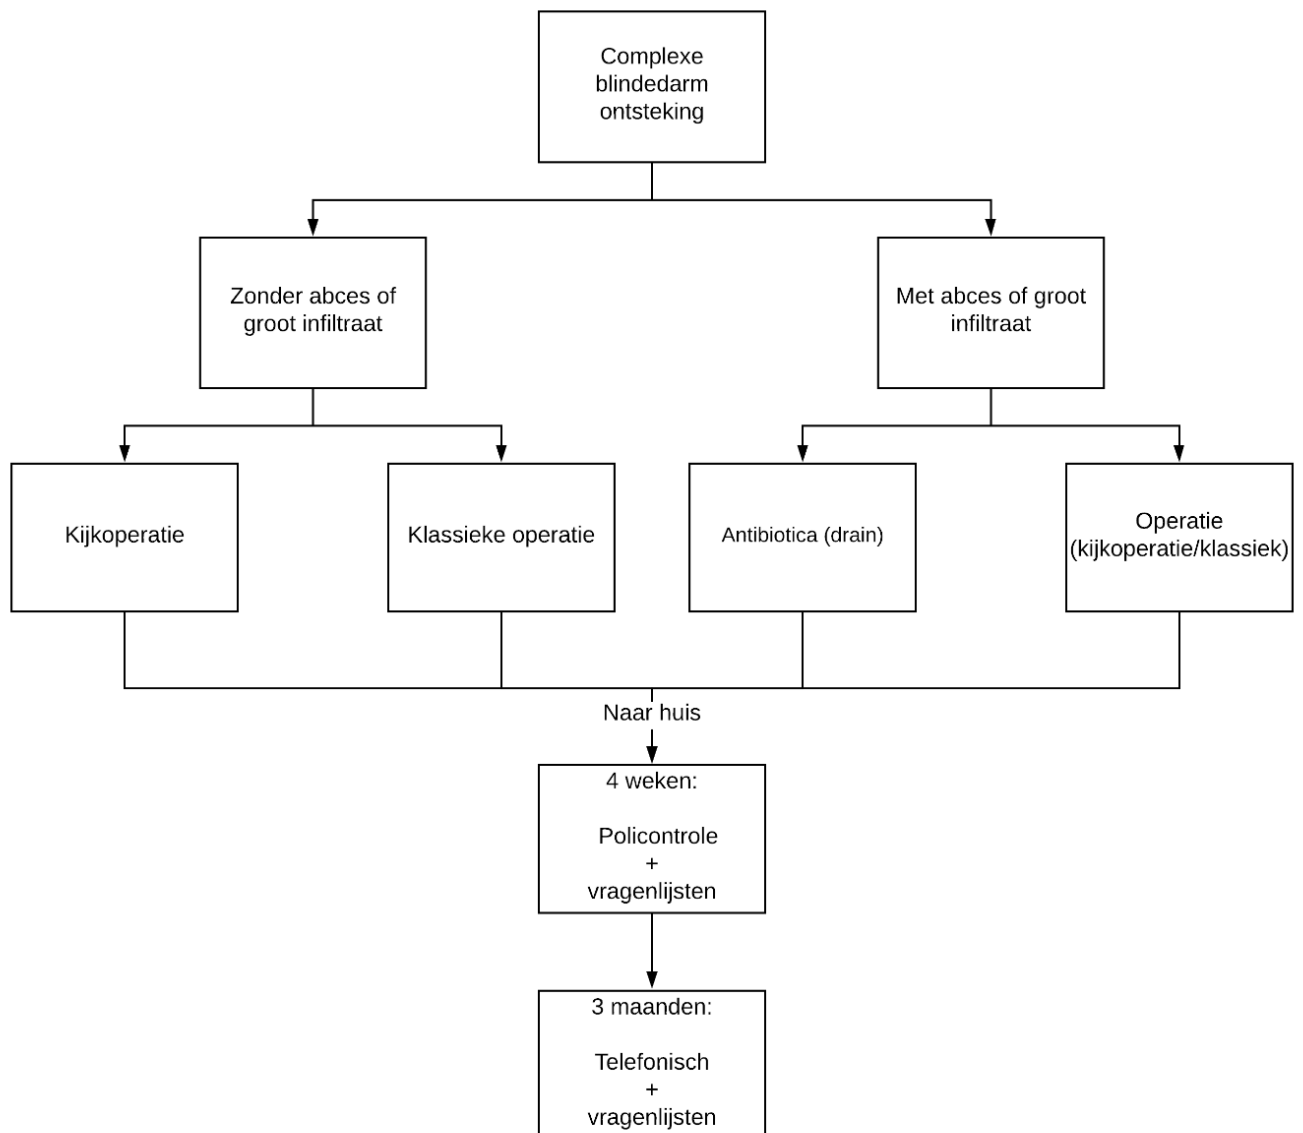 Complexe
blindedarm
ontsteking
Zonder abces of
groot infiltraat
Met abces of groot
infiltraat
Kijkoperatie
Klassieke operatie
Antibiotica (drain)
Operatie
(kijkoperatie/klassiek)
Naar huis
4 weken:
Policontrole
+
vragenlijsten
3 maanden:
Telefonisch
+
vragenlijsten